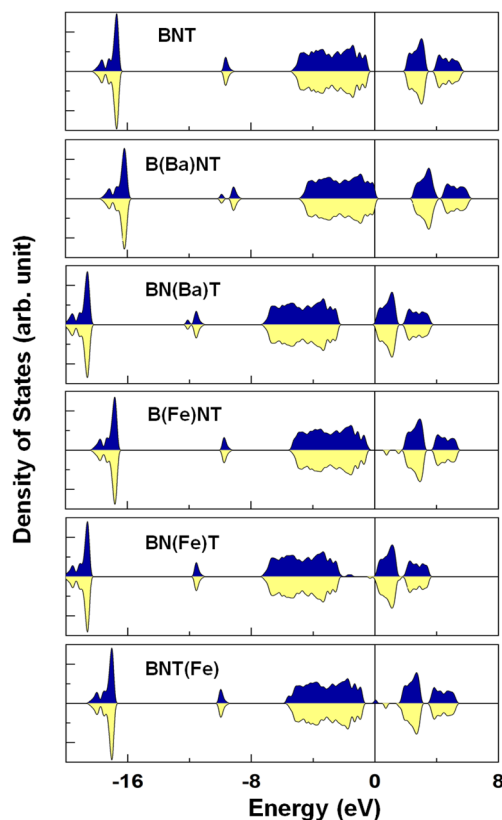 BNT
B(Ba)NT
BN(Ba)T
B(Fe)NT
BN(Fe)T
BNT(Fe)
Density of States (arb. unit)
-16 -8 0 8
Energy (eV)